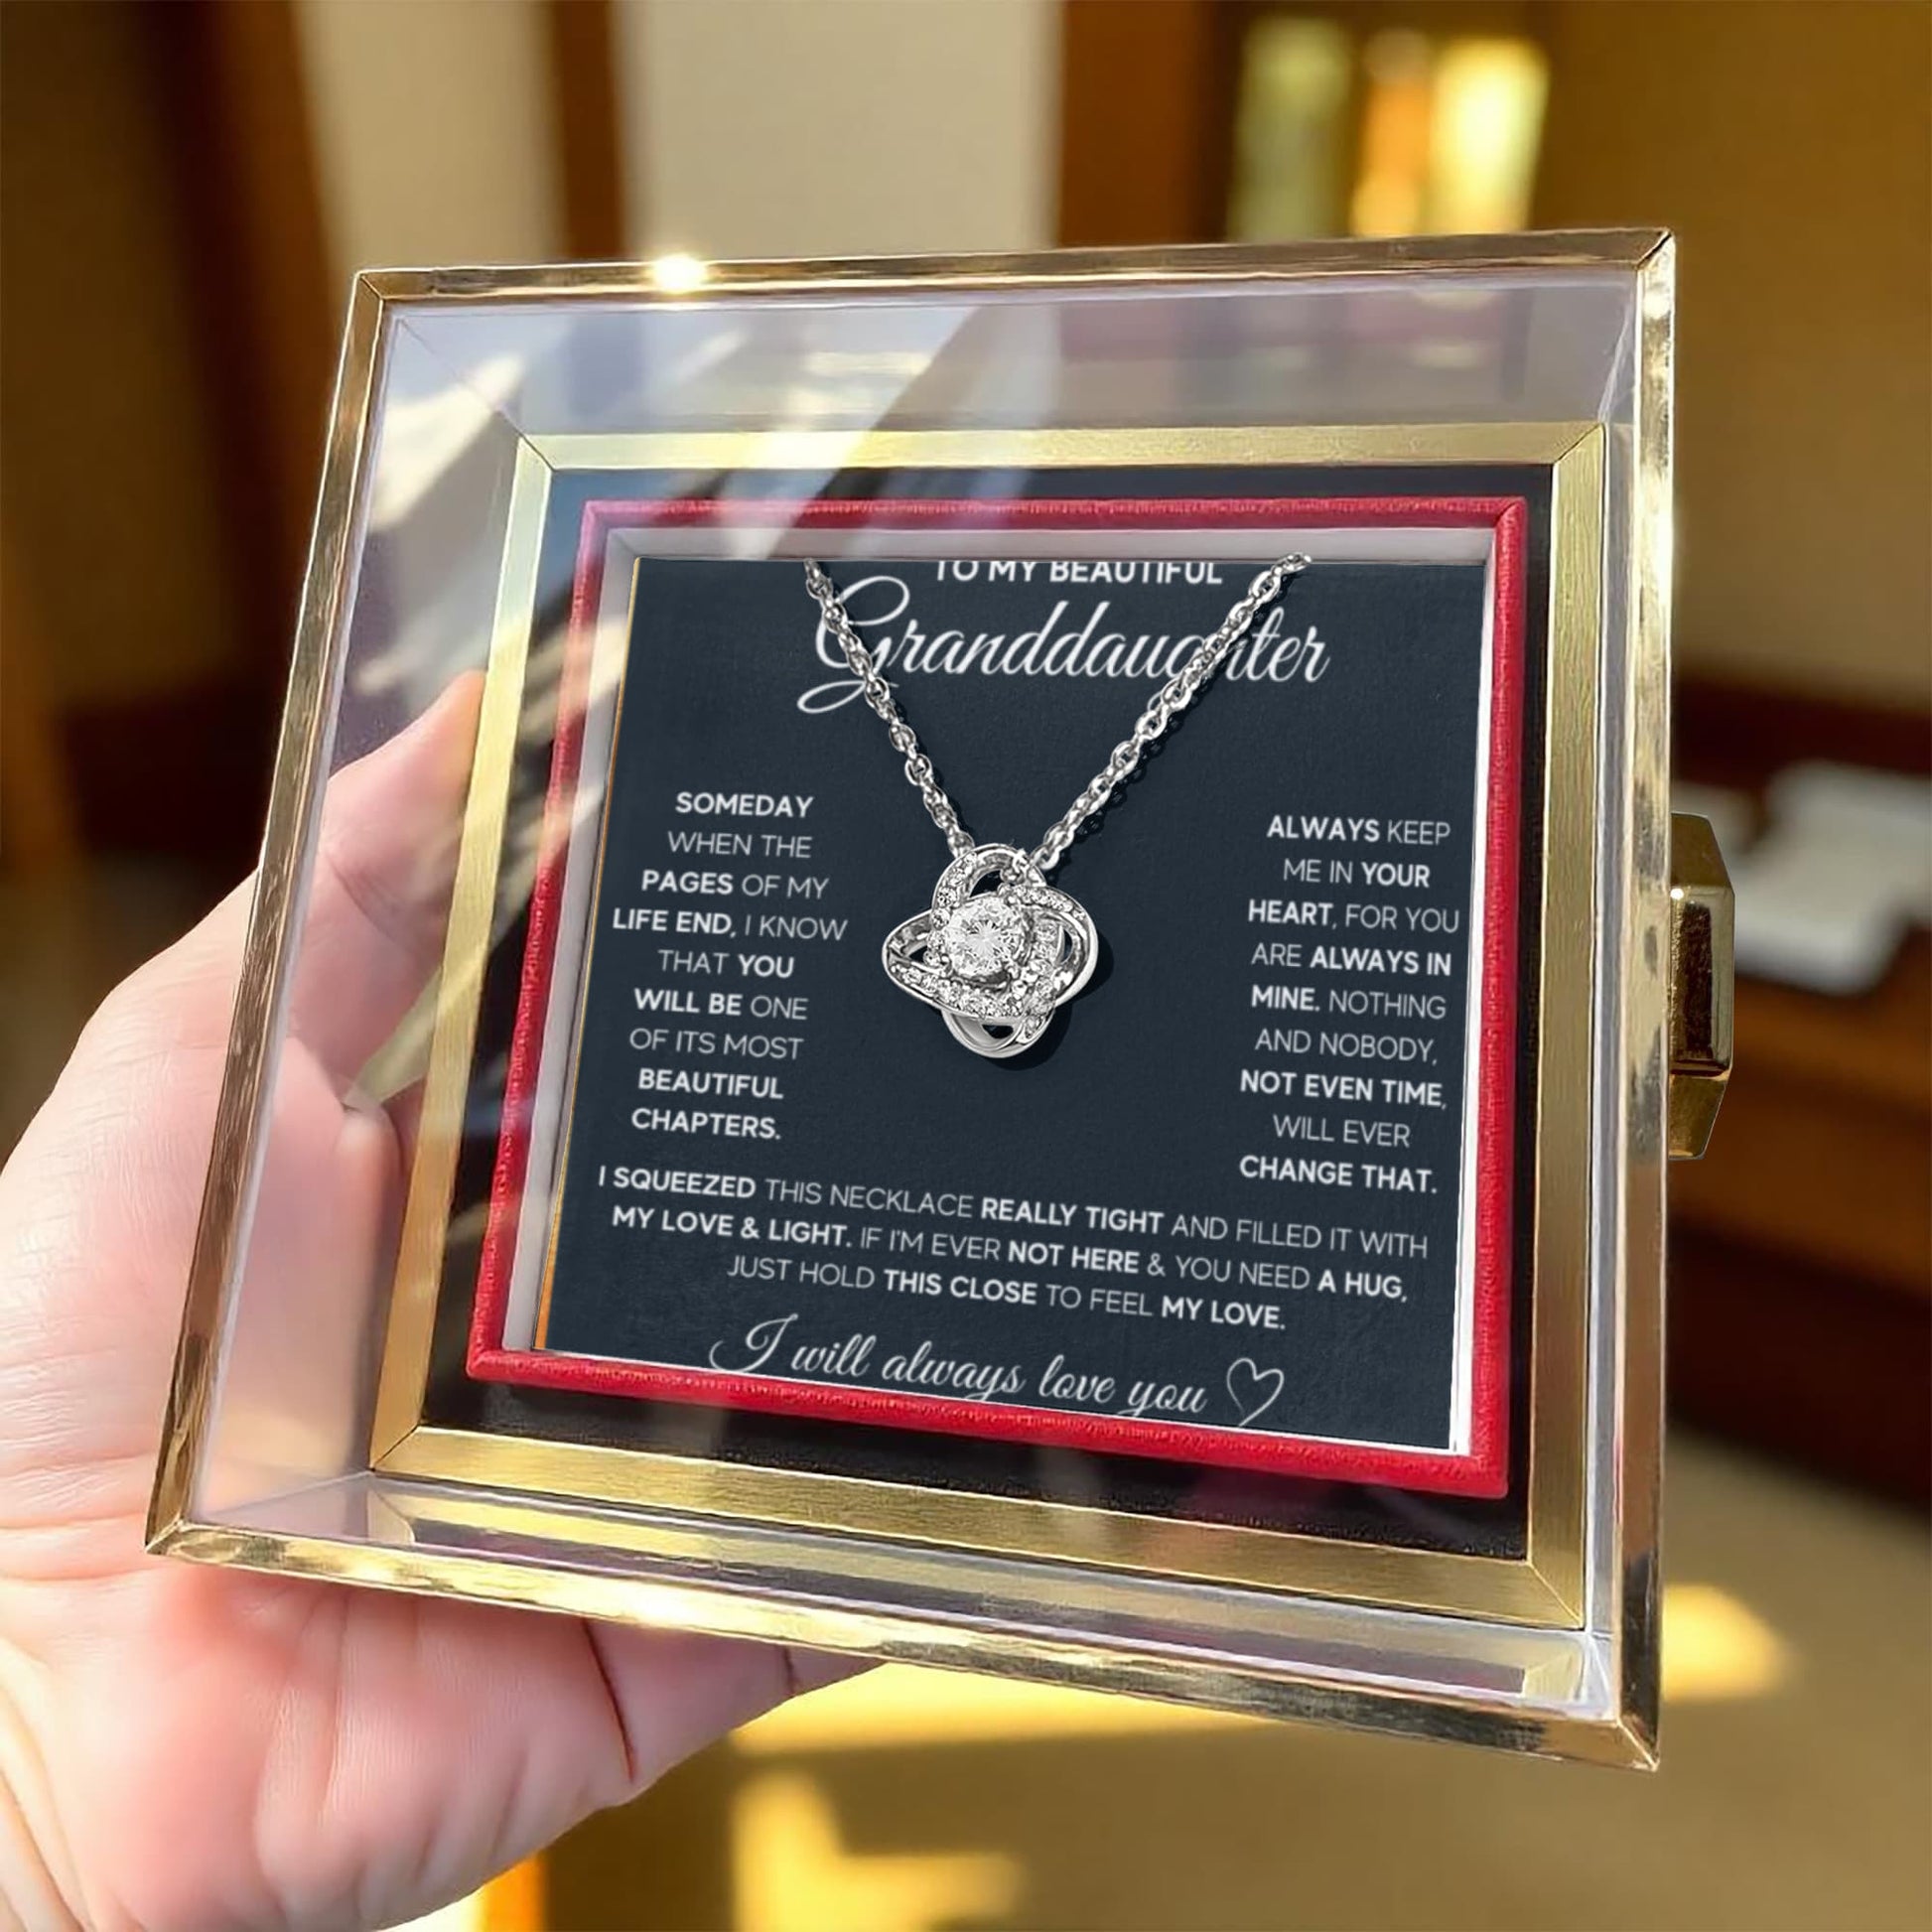 TO MY BEAUTIFUL
Granddaughter
SOMEDAY
WHEN THE
PAGES OF MY
LIFE END, I KNOW
THAT YOU
WILL BE ONE
OF ITS MOST
BEAUTIFUL
CHAPTERS.
ALWAYS KEEP
ME IN YOUR
HEART, FOR YOU
ARE ALWAYS IN
MINE. NOTHING
AND NOBODY,
NOT EVEN TIME,
WILL EVER
CHANGE THAT.
I SQUEEZED THIS NECKLACE REALLY TIGHT AND FILLED IT WITH
MY LOVE & LIGHT. IF I'M EVER NOT HERE & YOU NEED A HUG,
JUST HOLD THIS CLOSE TO FEEL MY LOVE.
I will always love you